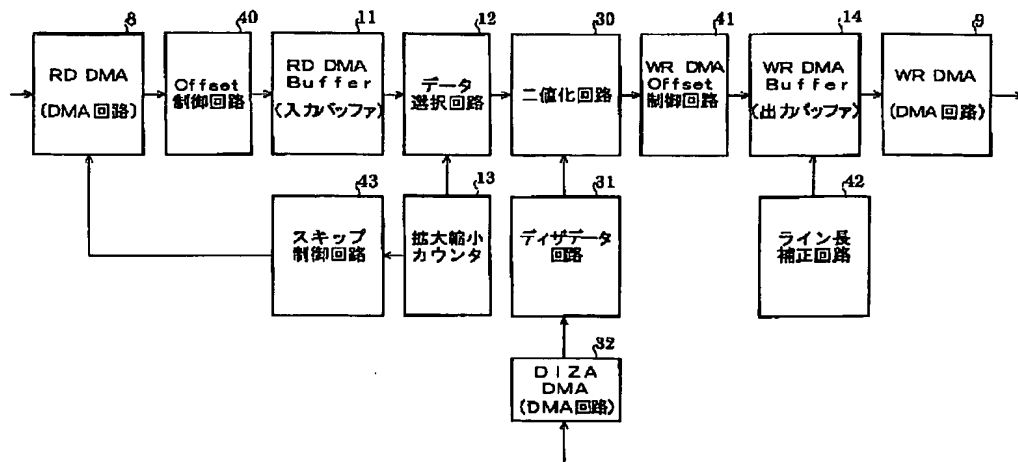 8
RD DMA
(DMA回路)
40
Offset
制御回路
11
RD DMA
Buffer
(入力バッファ)
12
データ
選択回路
30
二値化回路
41
WR DMA
Offset
制御回路
14
WR DMA
Buffer
(出力バッファ)
9
WR DMA
(DMA回路)
43
スキップ
制御回路
13
拡大縮小
カウンタ
31
ディザデータ
回路
42
ライン長
補正回路
32
DIZA
DMA
(DMA回路)